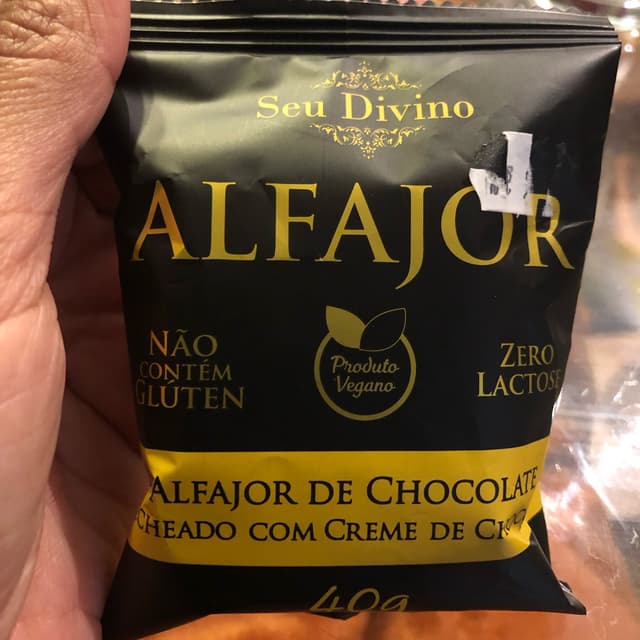 Seu Divino
ALFAJOR
NÃO
CONTÉM
GLÚTEN
Produto
Vegano
ZERO
LACTOSE
ALFAJOR DE CHOCOLATE
CHEADO COM CREME DE
40g